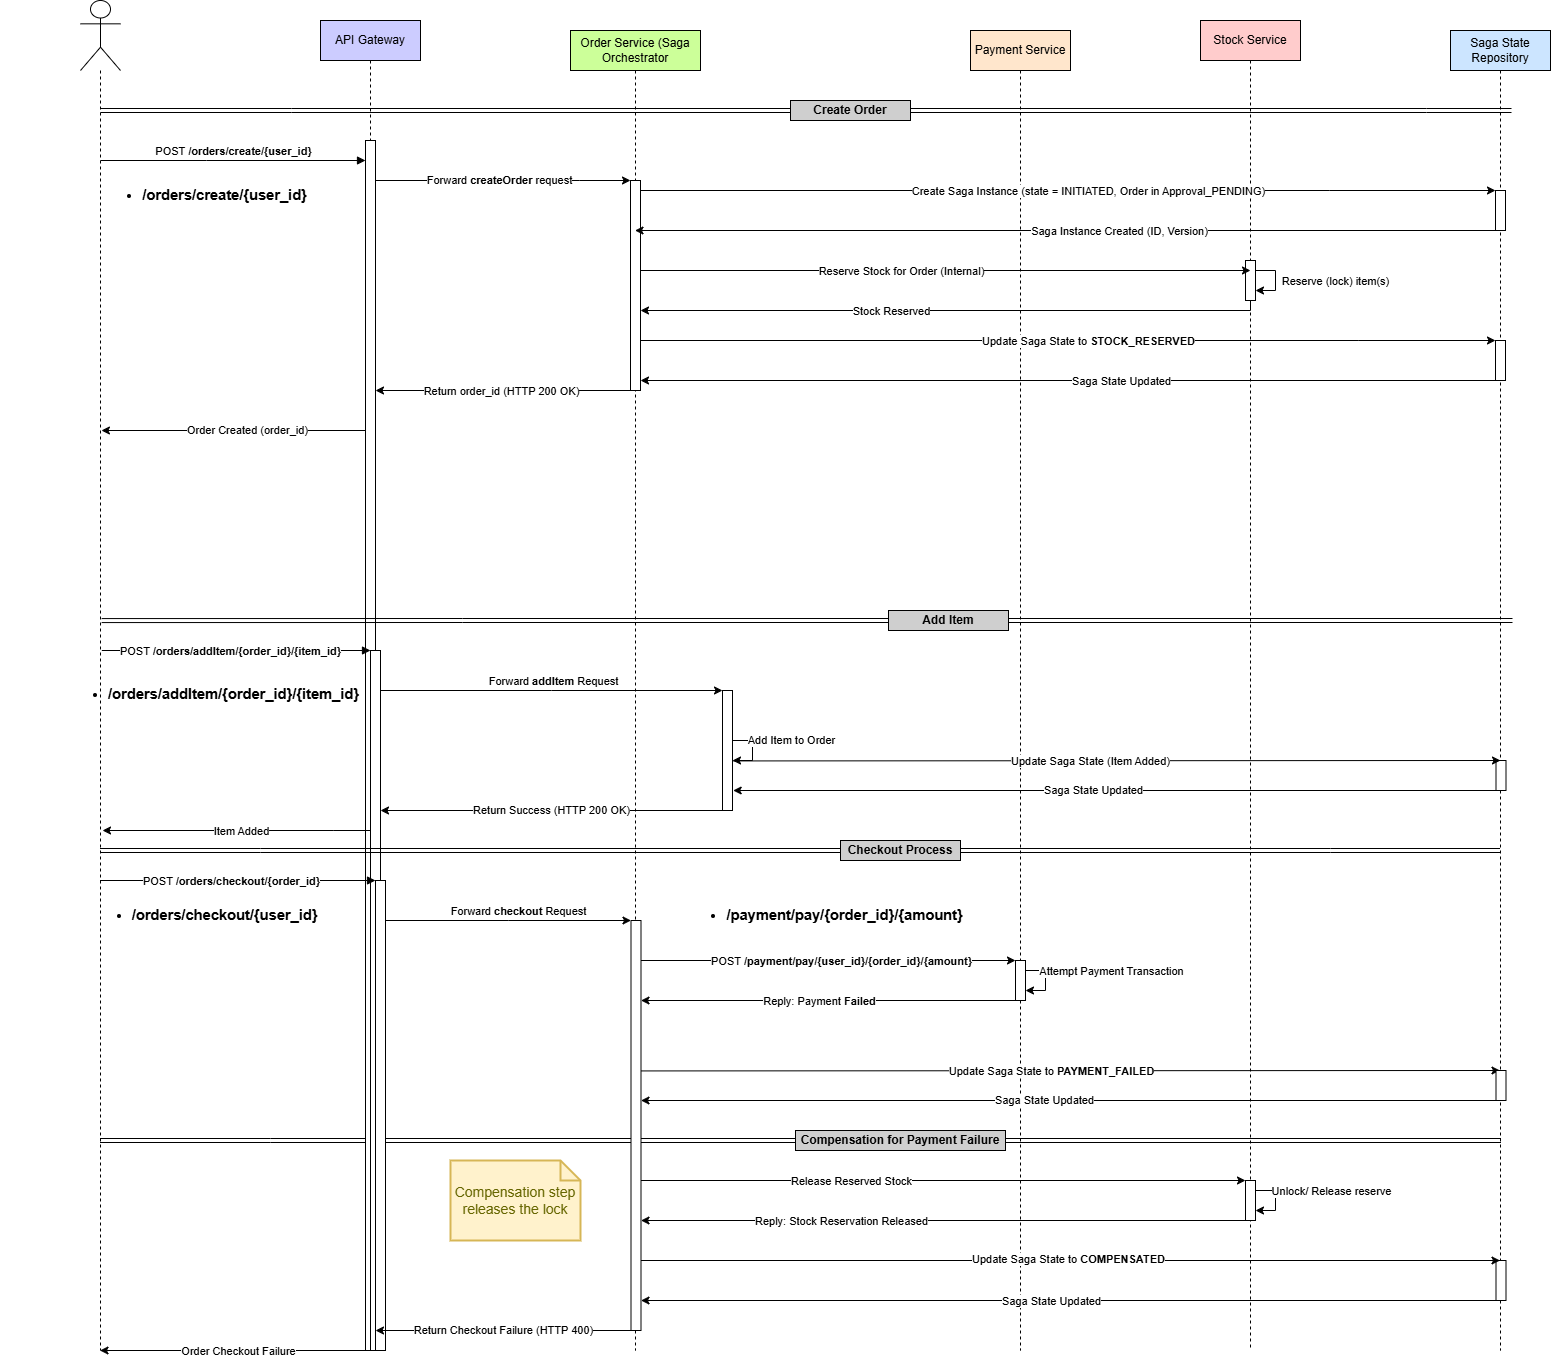 API Gateway
Order Service (Saga
Orchestrator
Payment Service
Stock Service
Saga State
Repository
Create Order
POST /orders/create/{user_id}
Forward createOrder request
• /orders/create/{user_id}
Create Saga Instance (state = INITIATED, Order in Approval_PENDING)
Saga Instance Created (ID, Version)
Reserve Stock for Order (Internal)
Reserve (lock) item(s)
Stock Reserved
Update Saga State to STOCK_RESERVED
Saga State Updated
Return order_id (HTTP 200 OK)
Order Created (order_id)
Add Item
POST /orders/addItem/{order_id}/{item_id}
Forward addItem Request
• /orders/addItem/{order_id}/{item_id}
Add Item to Order
Update Saga State (Item Added)
Saga State Updated
Return Success (HTTP 200 OK)
Item Added
Checkout Process
POST /orders/checkout/{order_id}
• /orders/checkout/{user_id}
Forward checkout Request
• /payment/pay/{order_id}/{amount}
POST /payment/pay/{user_id}/{order_id}/{amount}
Attempt Payment Transaction
Reply: Payment Failed
Update Saga State to PAYMENT_FAILED
Saga State Updated
Compensation for Payment Failure
Compensation step
releases the lock
Release Reserved Stock
Unlock/ Release reserve
Reply: Stock Reservation Released
Update Saga State to COMPENSATED
Saga State Updated
Return Checkout Failure (HTTP 400)
Order Checkout Failure